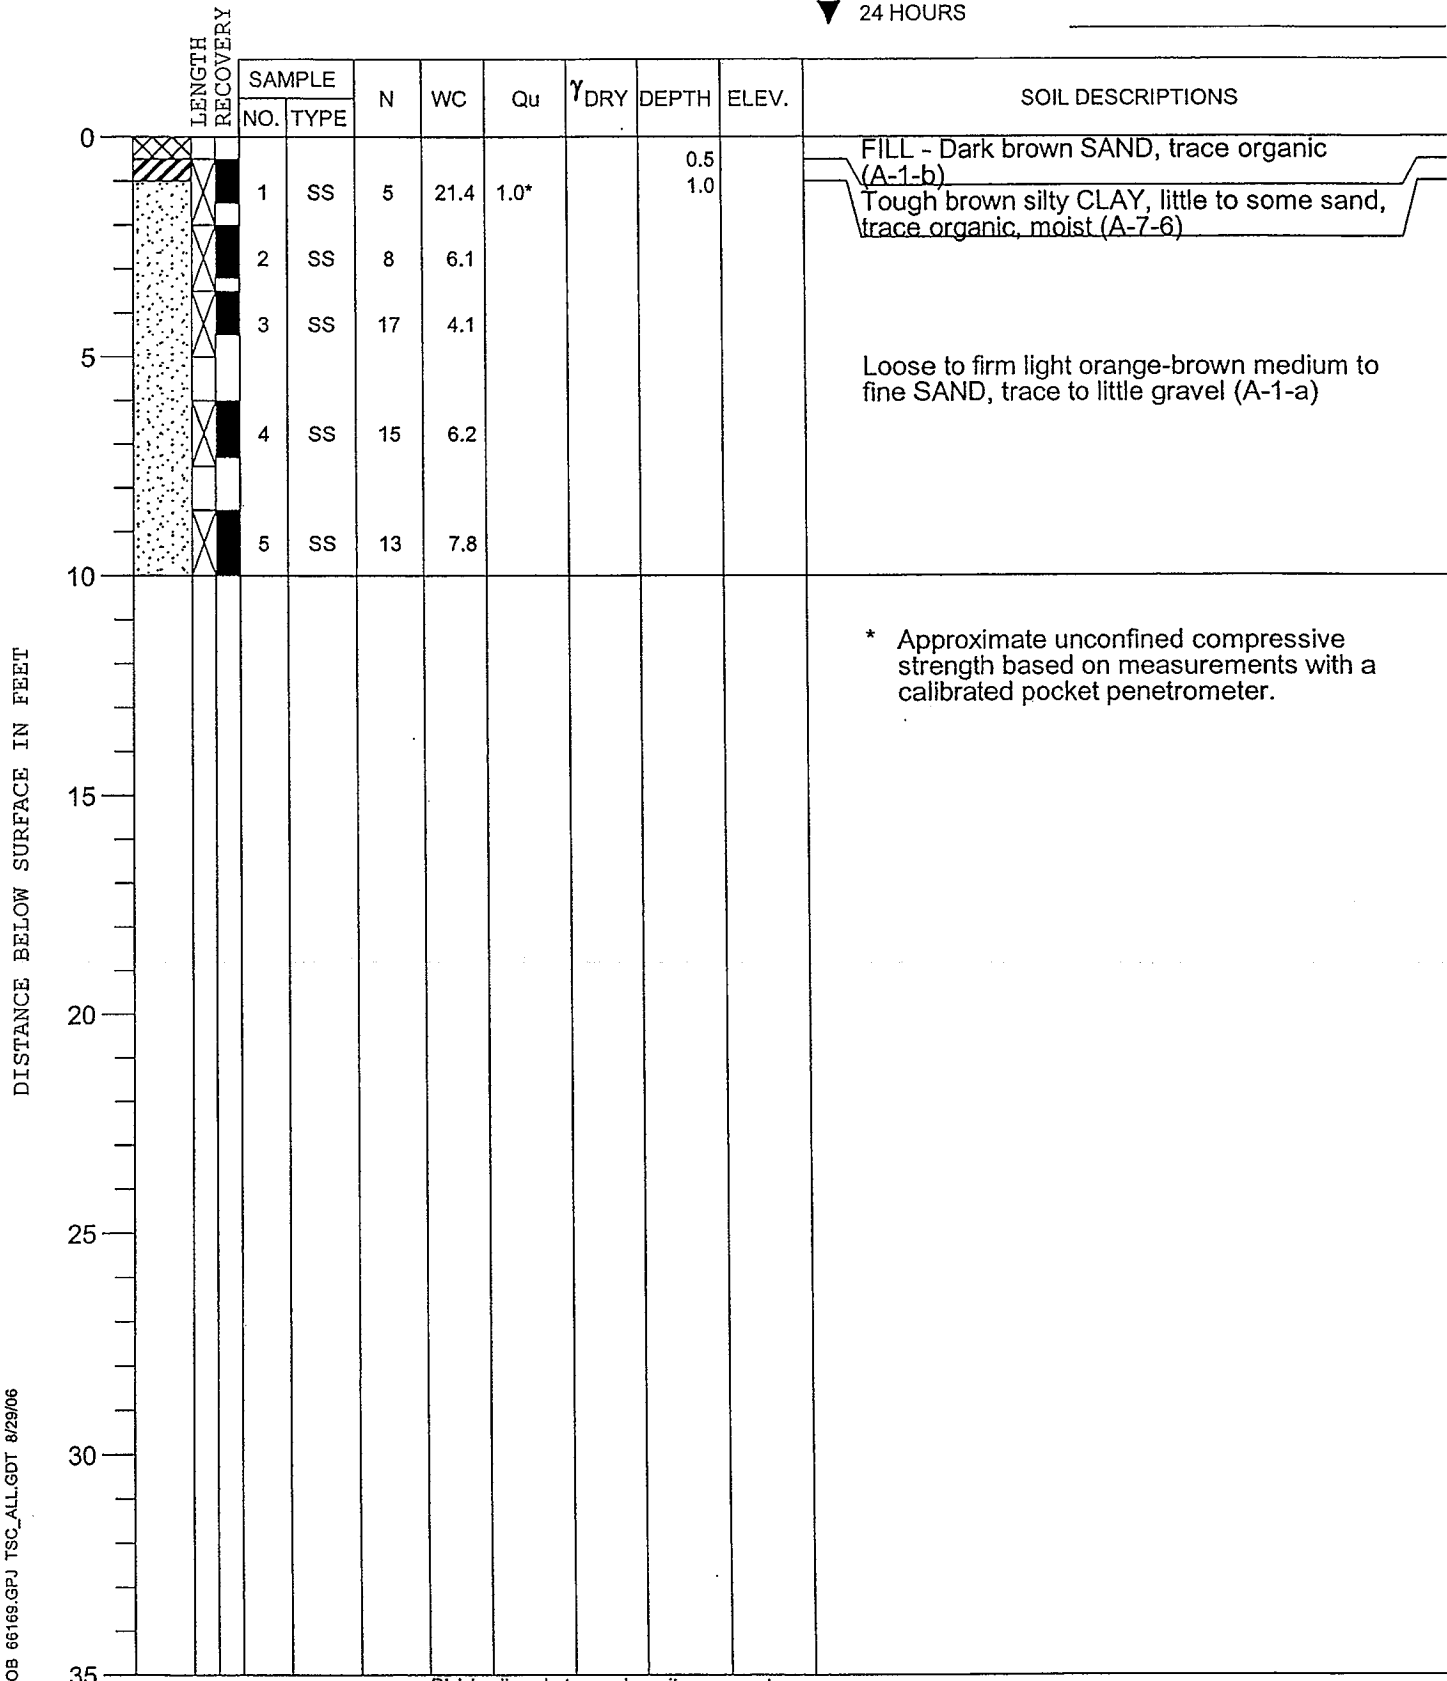 24 HOURS
LENGTH
RECOVERY
SAMPLE
NO. TYPE N WC Qu γDRY DEPTH ELEV. SOIL DESCRIPTIONS
0
FILL - Dark brown SAND, trace organic
0.5
(A-1-b)
1 SS 5 21.4 1.0* 1.0
Tough brown silty CLAY, little to some sand,
trace organic, moist (A-7-6)
2 SS 8 6.1
3 SS 17 4.1
5
Loose to firm light orange-brown medium to
fine SAND, trace to little gravel (A-1-a)
4 SS 15 6.2
5 SS 13 7.8
10
* Approximate unconfined compressive
strength based on measurements with a
calibrated pocket penetrometer.
15
20
25
30
35
DISTANCE BELOW SURFACE IN FEET
OB 66169.GPJ TSC_ALL.GDT 8/29/06